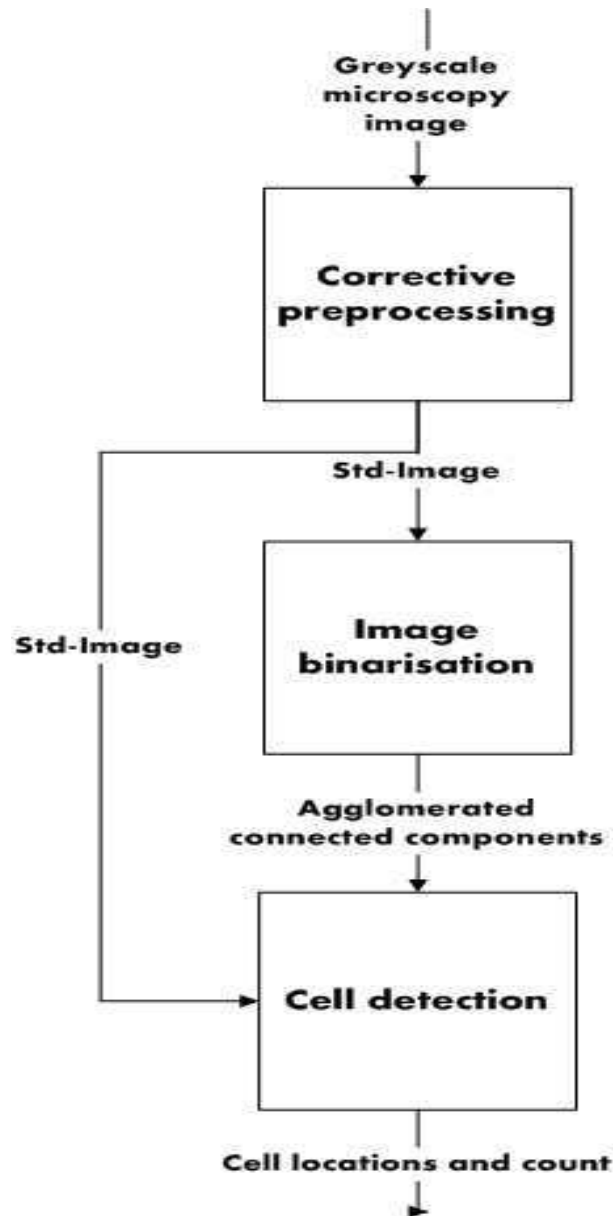 Greyscale
microscopy
image
Corrective
preprocessing
Std-Image
Std-Image
Image
binarisation
Agglomerated
connected components
Cell detection
Cell locations and count